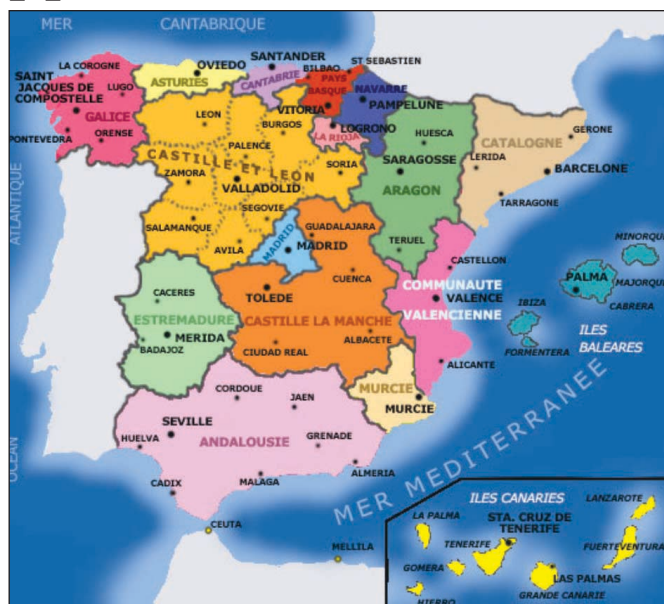 MER CANTABRIQUE
LA COROGNE
OVIEDO
SANTANDER
BILBAO
ST SEBASTIEN
SAINT
JACQUES DE
COMPOSTELLE
LUGO
ASTURIES
CANTABRIE
PAYS
BASQUE
NAVARRE
GALICE
LEON
BURGOS
VITORIA
PAMPELUNE
PONTEVEDRA
ORENSE
PALENCE
LA RIOJA
LOGRONO
HUESCA
CATALOGNE
GERONE
CASTILLE ET LEON
ZAMORA
VALLADOLID
SORIA
SARAGOSSE
LERIDA
BARCELONE
ARAGON
TARRAGONE
SALAMANQUE
SEGOVIE
AVILA
MADRID
MADRID
GUADALAJARA
TERUEL
CASTELLON
MINORQUE
CACERES
TOLEDE
CUENCA
COMMUNAUTE
VALENCE
VALENCIENNE
PALMA
MAJORQUE
CABRERA
IBIZA
FORMENTERA
ILES
BALEARES
ESTREMADURE
MERIDA
BADAJOZ
CASTILLE LA MANCHE
CIUDAD REAL
ALBACETE
ALICANTE
MURCIE
MURCIE
CORDOUE
JAEN
SEVILLE
ANDALOUSIE
HUELVA
GRENADE
CADIX
MALAGA
ALMERIA
CEUTA
MELLILA
MER MEDITERRANEE
OCEAN
ATLANTIQUE
ILES CANARIES
LANZAROTE
LA PALMA
STA. CRUZ DE
TENERIFE
TENERIFE
FUERTEVENTURA
GOMERA
LAS PALMAS
HIERRO
GRANDE CANARIE